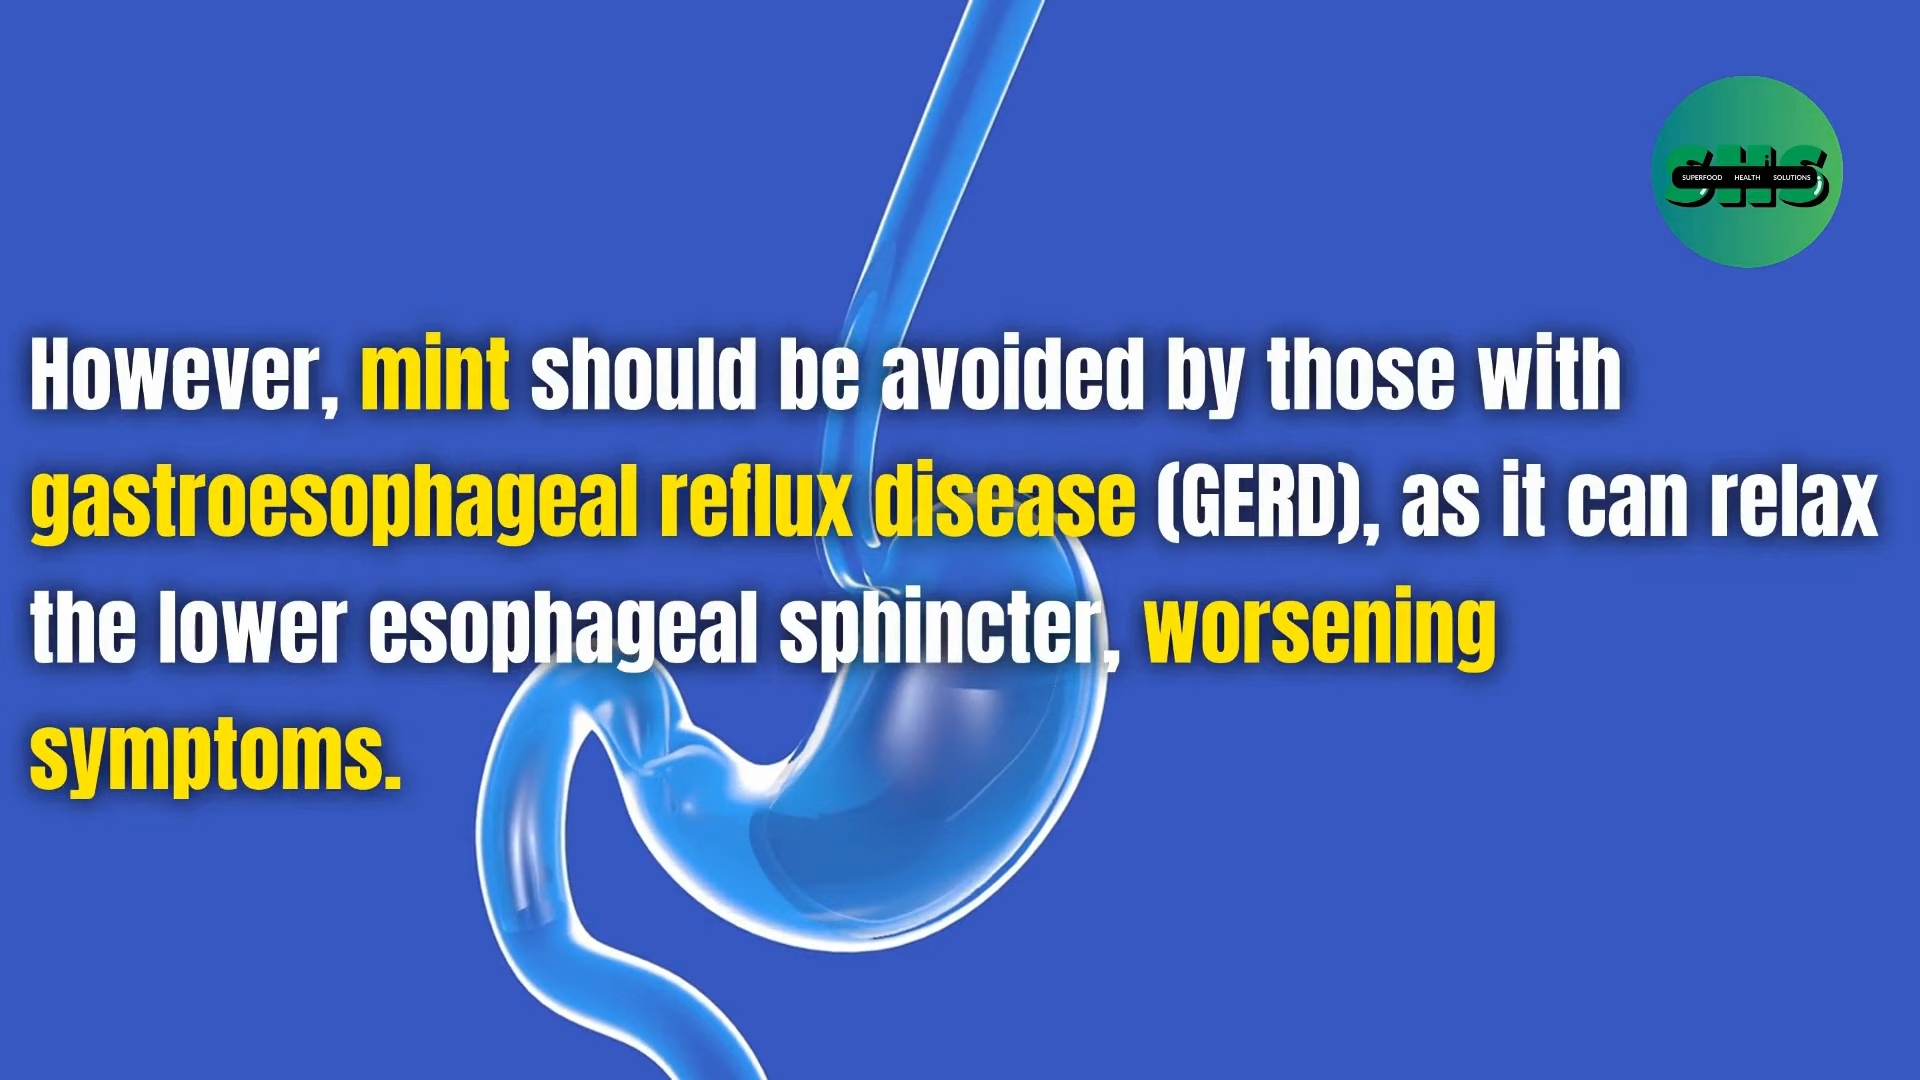 SHS
SUPERFOOD HEALTH SOLUTIONS
However, mint should be avoided by those with
gastroesophageal reflux disease (GERD), as it can relax
the lower esophageal sphincter, worsening
symptoms.